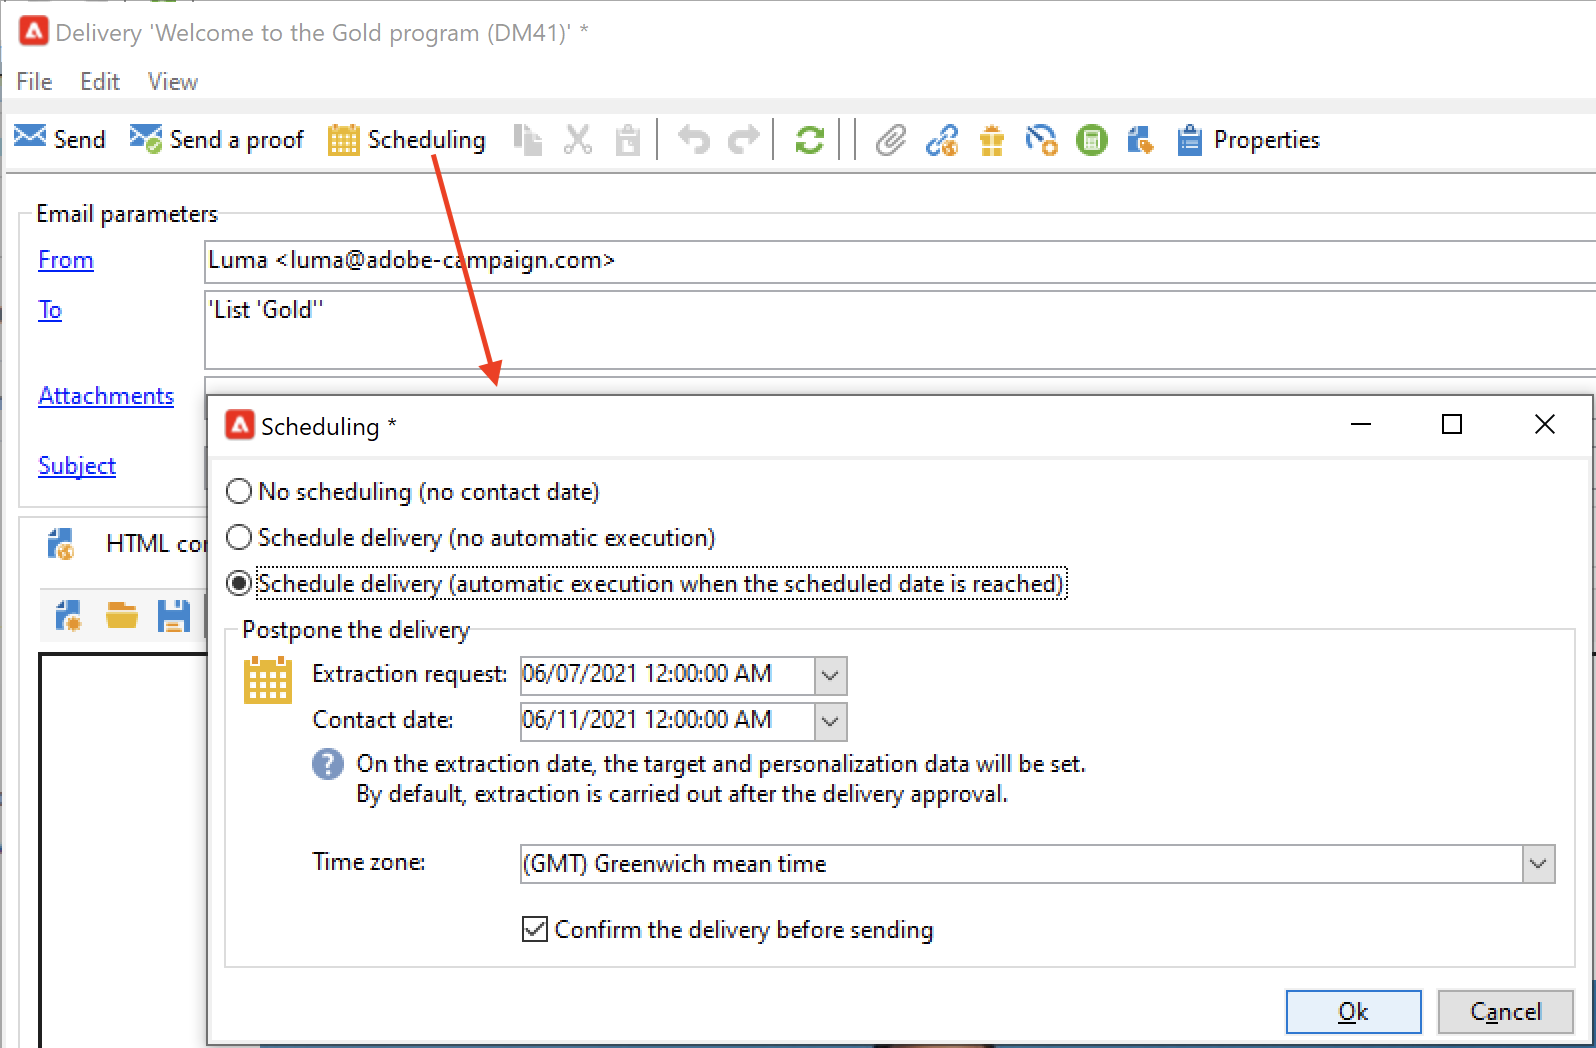 Delivery 'Welcome to the Gold program (DM41)' *
File Edit View
Send Send a proof Scheduling Properties
Email parameters
From Luma <luma@adobe-campaign.com>
To 'List 'Gold''
Attachments
Scheduling *
Subject
No scheduling (no contact date)
Schedule delivery (no automatic execution)
HTML
Schedule delivery (automatic execution when the scheduled date is reached)
Postpone the delivery
Extraction request: 06/07/2021 12:00:00 AM
Contact date: 06/11/2021 12:00:00 AM
? On the extraction date, the target and personalization data will be set.
By default, extraction is carried out after the delivery approval.
Time zone: (GMT) Greenwich mean time
Confirm the delivery before sending
Ok Cancel